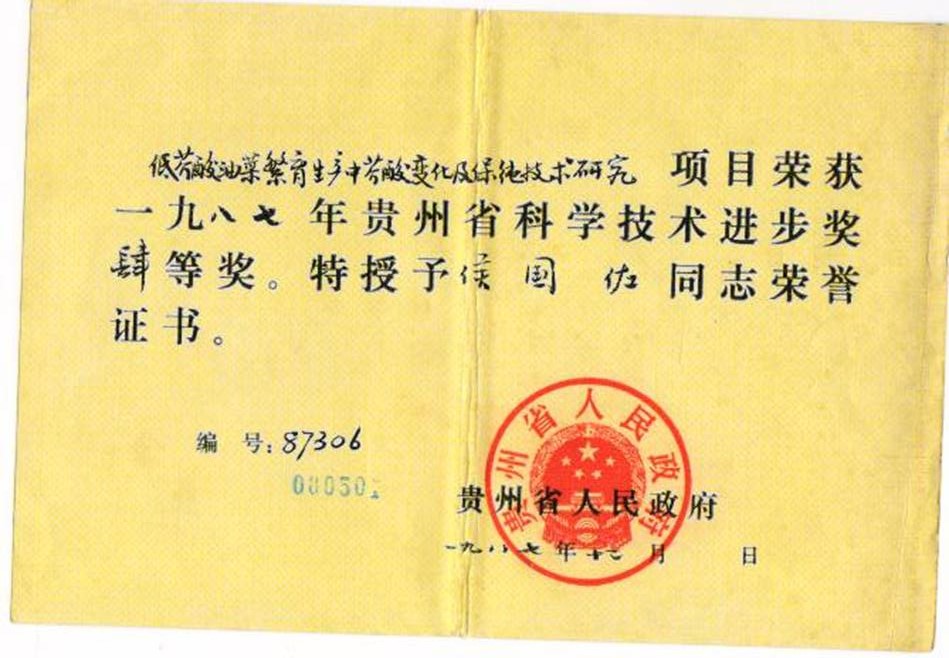 低芥酸油菜繁育生产中芥酸变化及保纯技术研究 项目荣获
一九八七年贵州省科学技术进步奖
肆等奖。特授予侯国佐同志荣誉
证书。
编号:87306
贵州省人民政府
贵州省人民政府
一九八七年十二月 日